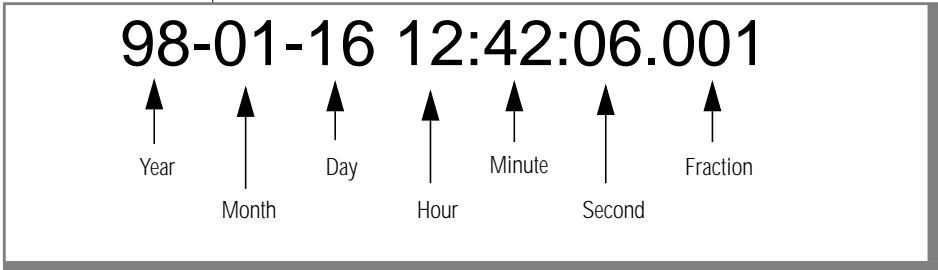 98-01-16 12:42:06.001
Year Day Minute Fraction
Month Hour Second